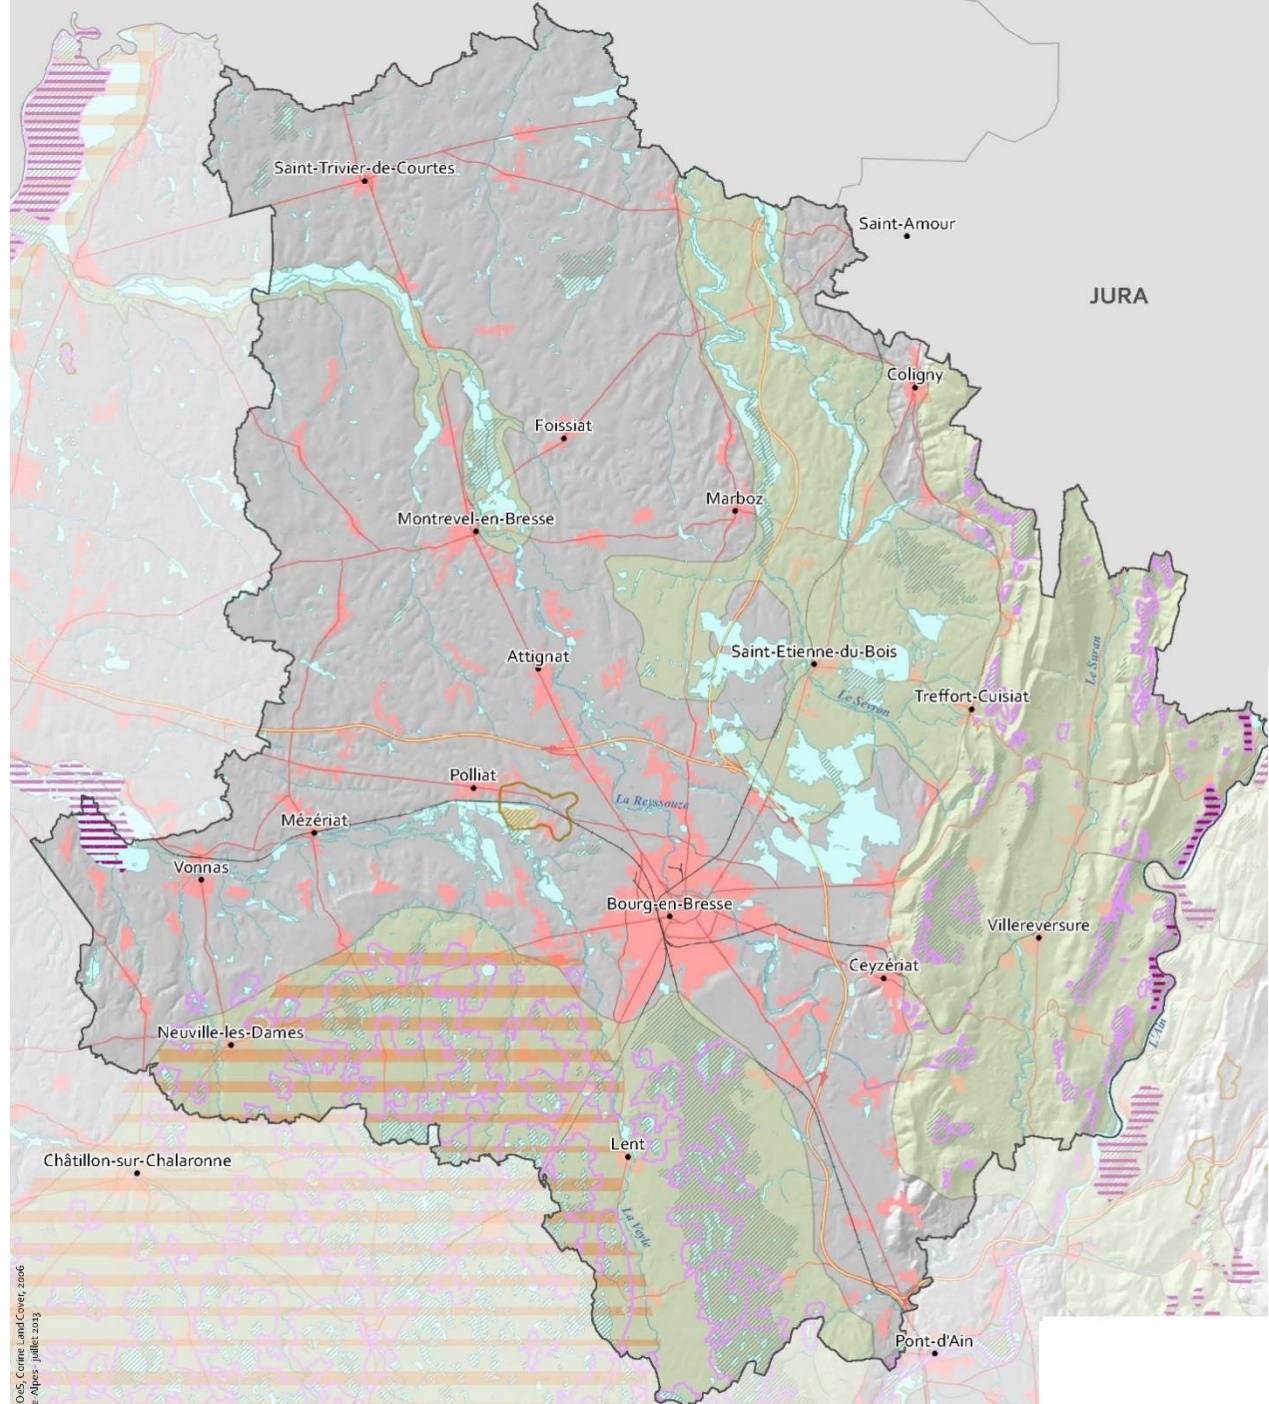 Saint-Trivier-de-Courtes
Saint-Amour
JURA
Coligny
Foissiat
Marboz
Montrevel-en-Bresse
Attignat
Saint-Etienne-du-Bois
Le Suran
Treffort-Cuisiat
Le Sevron
Polliat
La Reyssouze
Mézériat
Vonnas
Bourg-en-Bresse
Villereversure
Ceyzériat
Neuville-les-Dames
L'Ain
Lent
Châtillon-sur-Chalaronne
La Veyle
Pont-d'Ain
OeS, Corine Land Cover, 2006
e-Alpes - juillet 2013